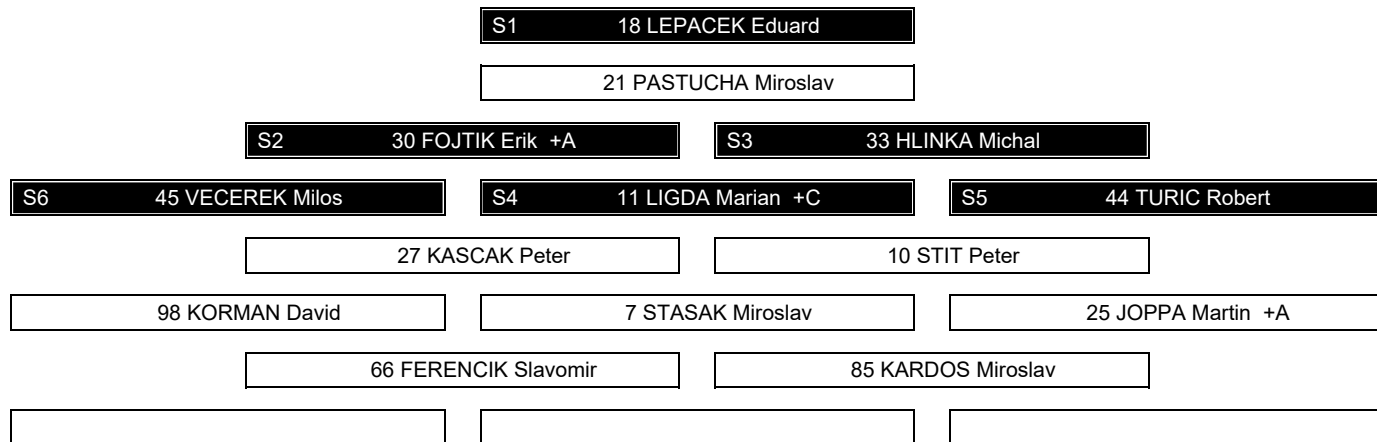 S1 18 LEPACEK Eduard
21 PASTUCHA Miroslav
S2 30 FOJTIK Erik +A S3 33 HLINKA Michal
S6 45 VECEREK Milos S4 11 LIGDA Marian +C S5 44 TURIC Robert
27 KASCAK Peter 10 STIT Peter
98 KORMAN David 7 STASAK Miroslav 25 JOPPA Martin +A
66 FERENCIK Slavomir 85 KARDOS Miroslav